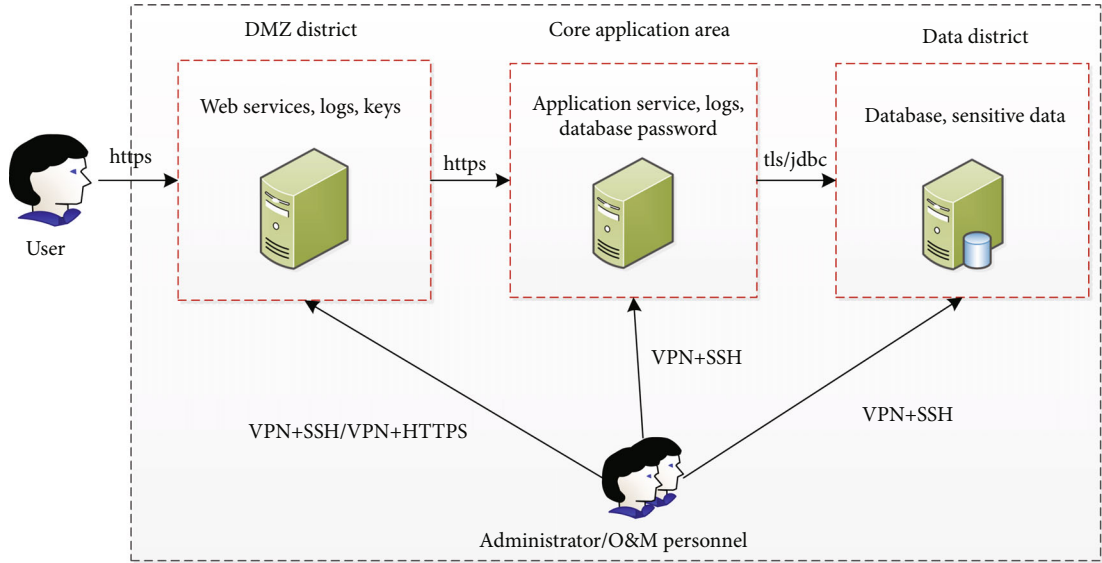 DMZ district
Core application area
Data district
Web services, logs, keys
Application service, logs,
database password
Database, sensitive data
https
https
tls/jdbc
User
VPN+SSH
VPN+SSH/VPN+HTTPS
VPN+SSH
Administrator/O&M personnel